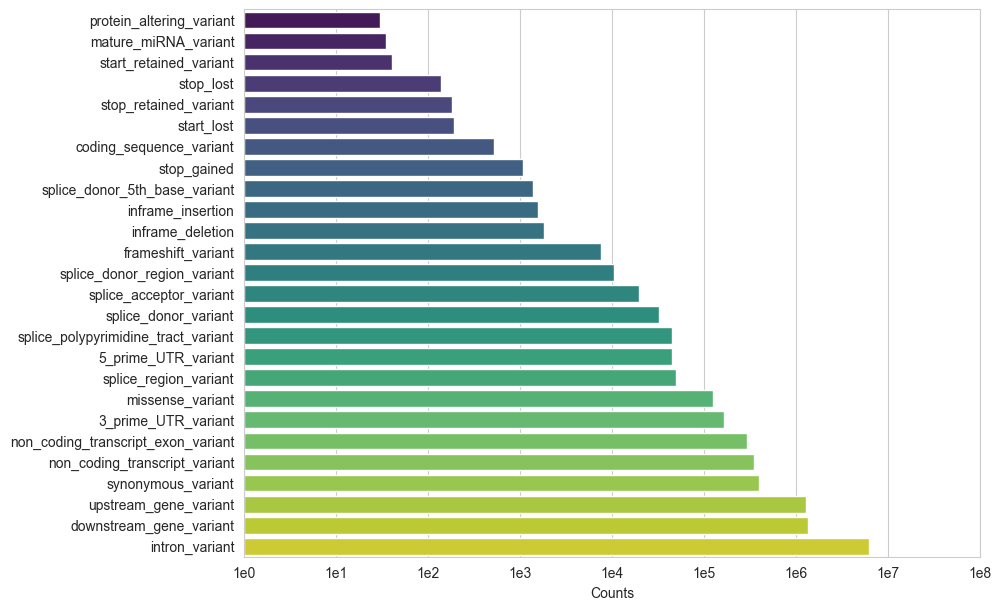 protein_altering_variant
mature_miRNA_variant
start_retained_variant
stop_lost
stop_retained_variant
start_lost
coding_sequence_variant
stop_gained
splice_donor_5th_base_variant
inframe_insertion
inframe_deletion
frameshift_variant
splice_donor_region_variant
splice_acceptor_variant
splice_donor_variant
splice_polypyrimidine_tract_variant
5_prime_UTR_variant
splice_region_variant
missense_variant
3_prime_UTR_variant
non_coding_transcript_exon_variant
non_coding_transcript_variant
synonymous_variant
upstream_gene_variant
downstream_gene_variant
intron_variant
1e0 1e1 1e2 1e3 1e4 1e5 1e6 1e7 1e8
Counts